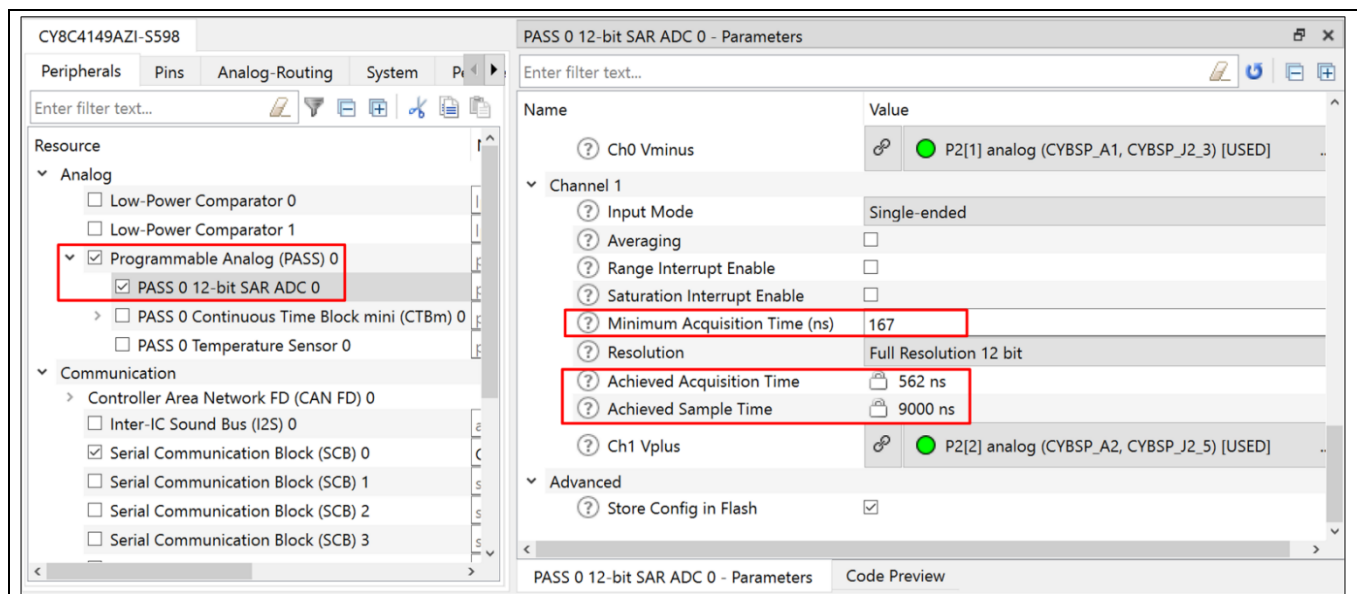 CY8C4149AZI-S598
Peripherals Pins Analog-Routing System
Enter filter text...
Resource
Analog
Low-Power Comparator 0
Low-Power Comparator 1
Programmable Analog (PASS) 0
PASS 0 12-bit SAR ADC 0
PASS 0 Continuous Time Block mini (CTBm) 0
PASS 0 Temperature Sensor 0
Communication
Controller Area Network FD (CAN FD) 0
Inter-IC Sound Bus (I2S) 0
Serial Communication Block (SCB) 0
Serial Communication Block (SCB) 1
Serial Communication Block (SCB) 2
Serial Communication Block (SCB) 3
PASS 0 12-bit SAR ADC 0 - Parameters
Enter filter text...
Name Value
Ch0 Vminus P2[1] analog (CYBSP_A1, CYBSP_J2_3) [USED] ..
Channel 1
Input Mode Single-ended
Averaging
Range Interrupt Enable
Saturation Interrupt Enable
Minimum Acquisition Time (ns) 167
Resolution Full Resolution 12 bit
Achieved Acquisition Time 562 ns
Achieved Sample Time 9000 ns
Ch1 Vplus P2[2] analog (CYBSP_A2, CYBSP_J2_5) [USED] ..
Advanced
Store Config in Flash
PASS 0 12-bit SAR ADC 0 - Parameters Code Preview